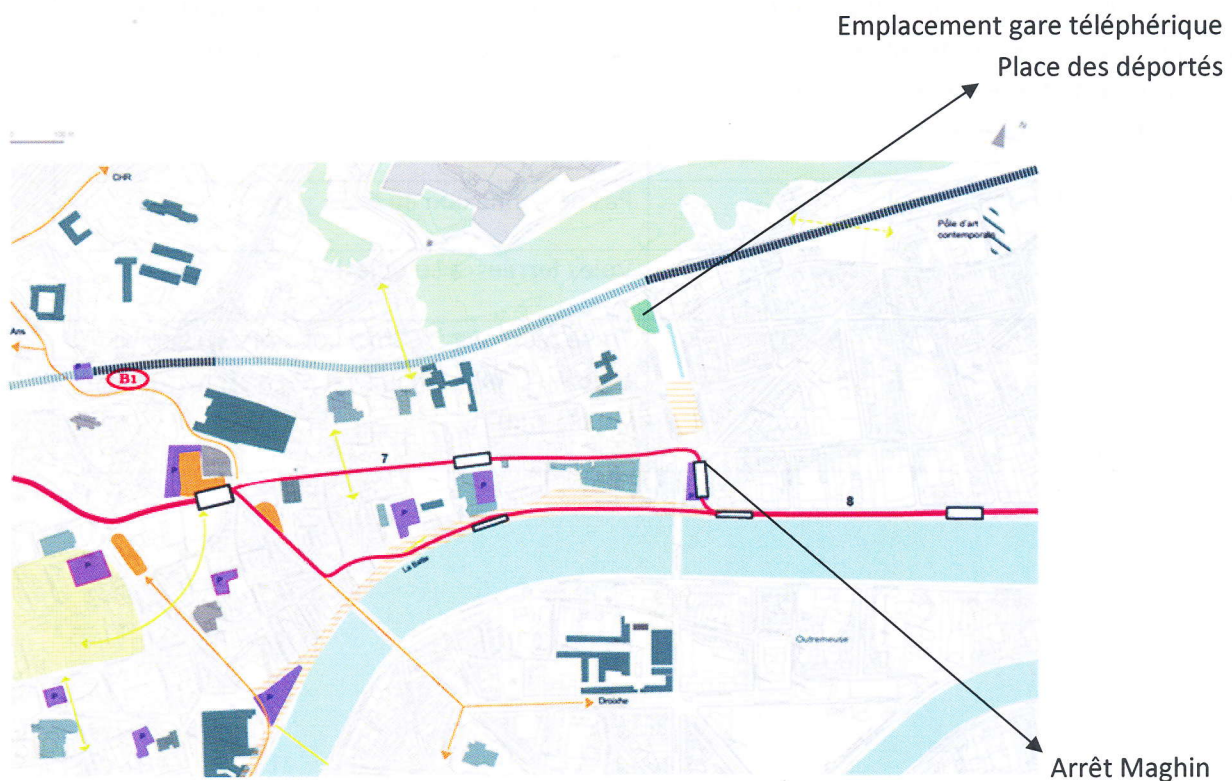 Emplacement gare téléphérique
Place des déportés
N
CHR
Pôle d'art
contemporain
Ans
P
B1
7
P
P
P
P
8
La Batte
P
P
Outremeuse
P
P
Droixhe
P
Arrêt Maghin